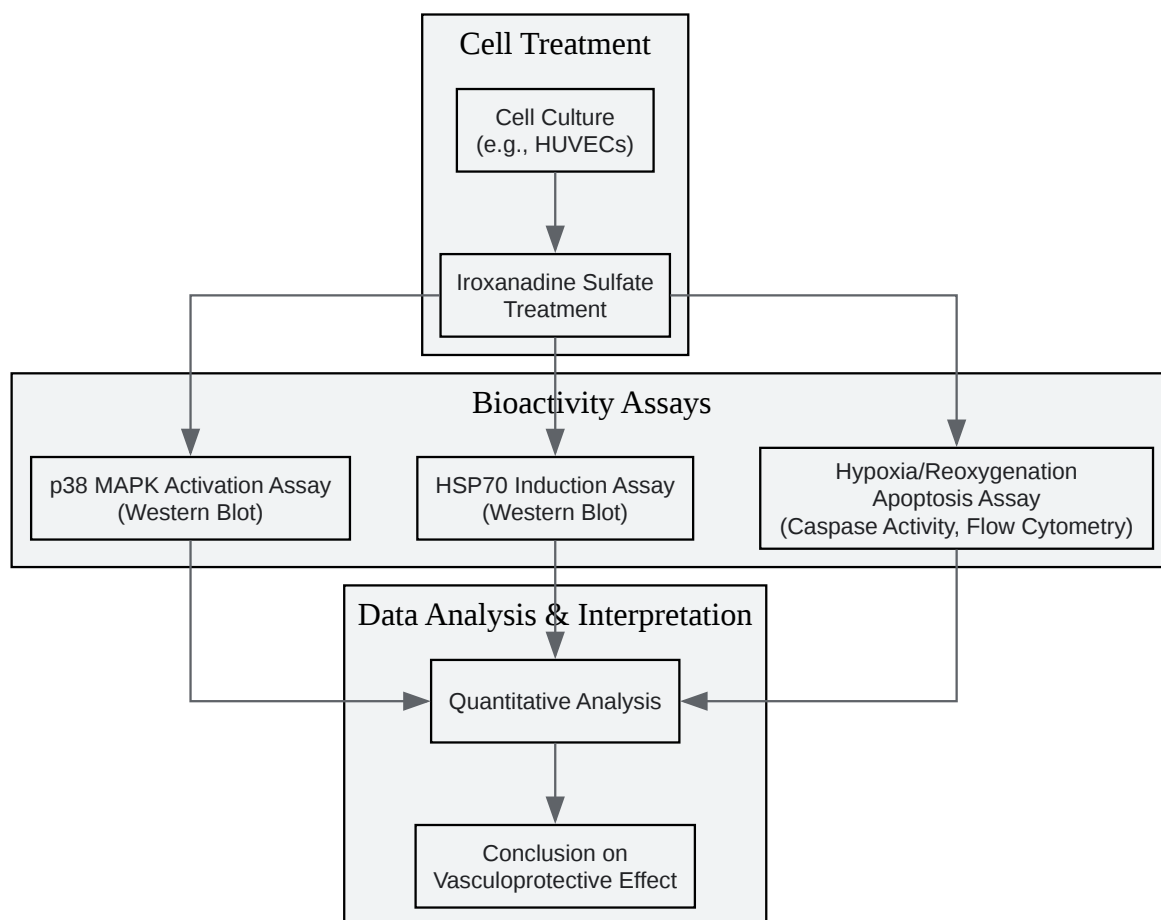 Cell Treatment
Cell Culture
(e.g., HUVECs)
Iroxanadine Sulfate
Treatment
Bioactivity Assays
p38 MAPK Activation Assay
(Western Blot)
HSP70 Induction Assay
(Western Blot)
Hypoxia/Reoxygenation
Apoptosis Assay
(Caspase Activity, Flow Cytometry)
Data Analysis & Interpretation
Quantitative Analysis
Conclusion on
Vasculoprotective Effect